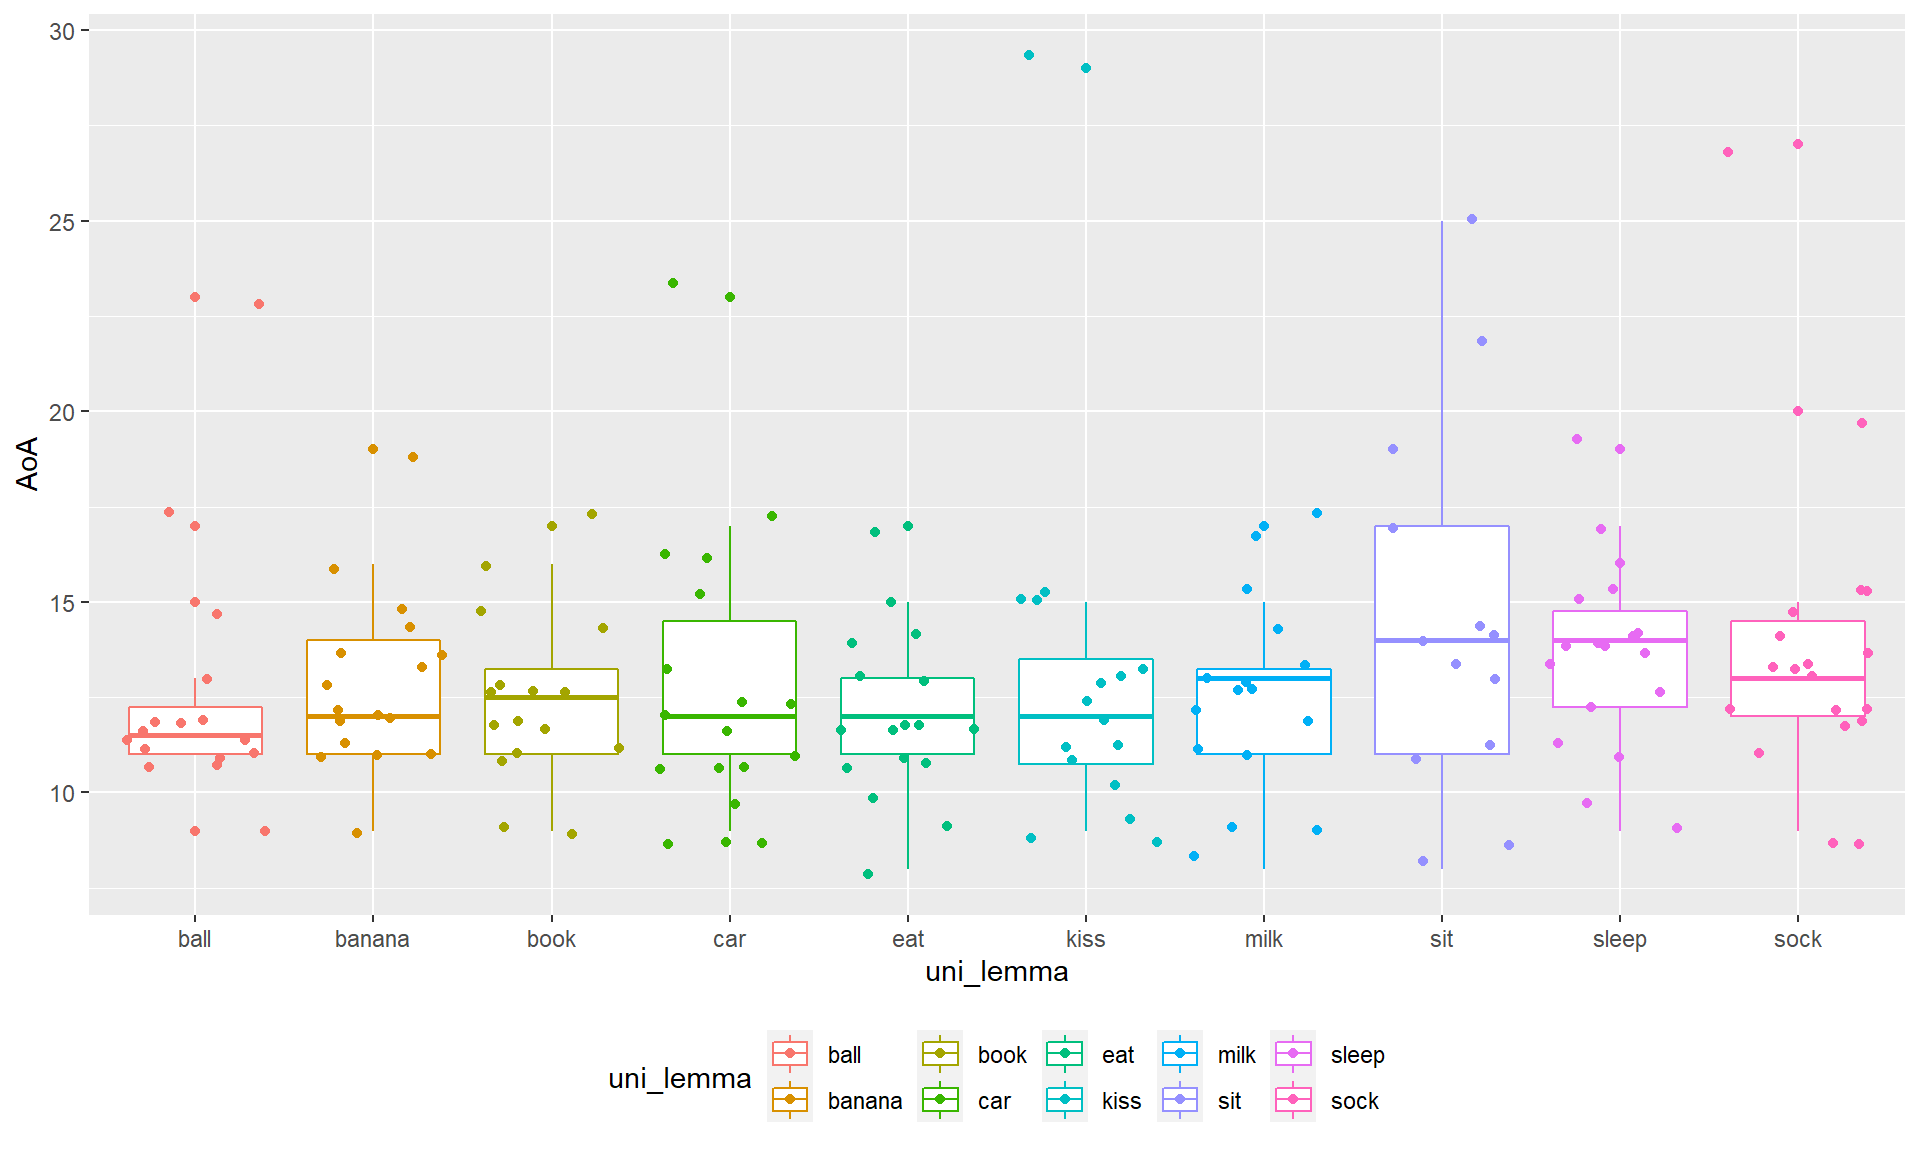 30
25
20
15
10
AoA
ball banana book car eat kiss milk sit sleep sock
uni_lemma
uni_lemma
ball book eat milk sleep
banana car kiss sit sock